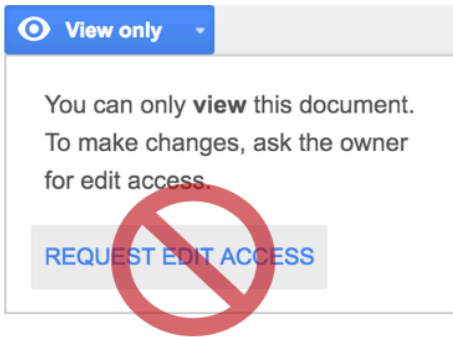 View only
You can only view this document.
To make changes, ask the owner
for edit access.
REQUEST EDIT ACCESS